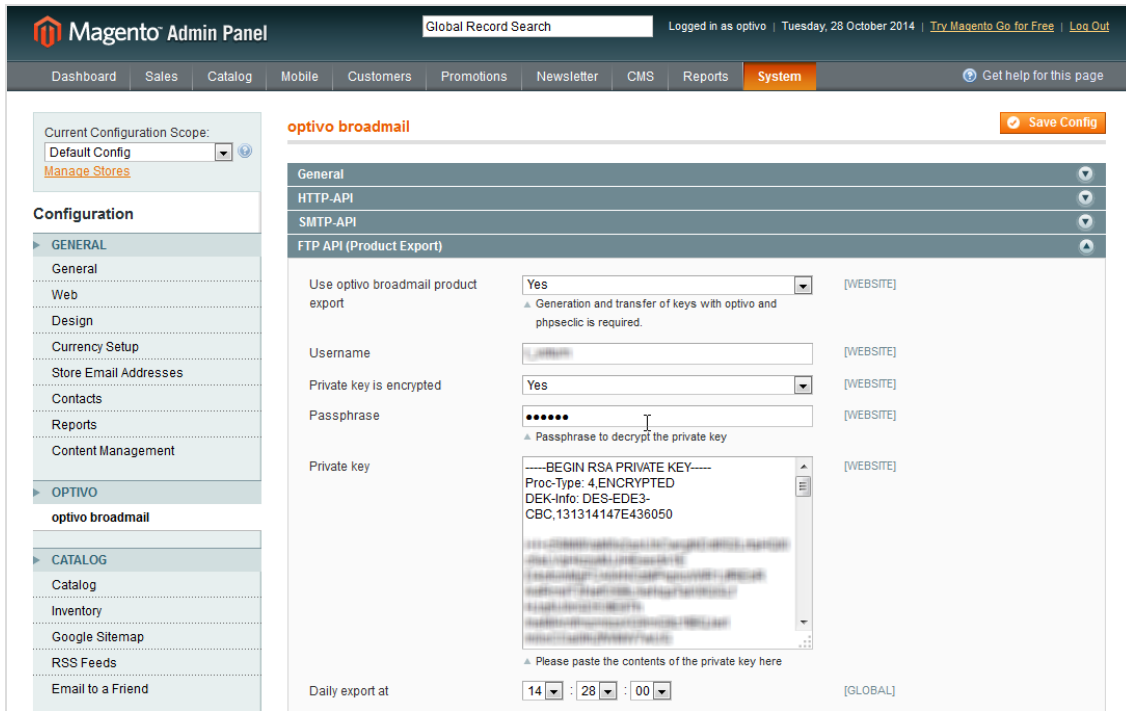 Magento Admin Panel
Global Record Search
Logged in as optivo | Tuesday, 28 October 2014 | Try Magento Go for Free | Log Out
Dashboard Sales Catalog Mobile Customers Promotions Newsletter CMS Reports System Get help for this page
Current Configuration Scope:
Default Config
Manage Stores
Configuration
GENERAL
General
Web
Design
Currency Setup
Store Email Addresses
Contacts
Reports
Content Management
OPTIVO
optivo broadmail
CATALOG
Catalog
Inventory
Google Sitemap
RSS Feeds
Email to a Friend
optivo broadmail
Save Config
General
HTTP-API
SMTP-API
FTP API (Product Export)
Use optivo broadmail product
export
Yes
[WEBSITE]
Generation and transfer of keys with optivo and
phpseclic is required.
Username
[WEBSITE]
Private key is encrypted
Yes
[WEBSITE]
Passphrase
••••••
[WEBSITE]
Passphrase to decrypt the private key
Private key
-----BEGIN RSA PRIVATE KEY-----
Proc-Type: 4,ENCRYPTED
DEK-Info: DES-EDE3-
CBC,131314147E436050
[WEBSITE]
Please paste the contents of the private key here
Daily export at
14 : 28 : 00
[GLOBAL]